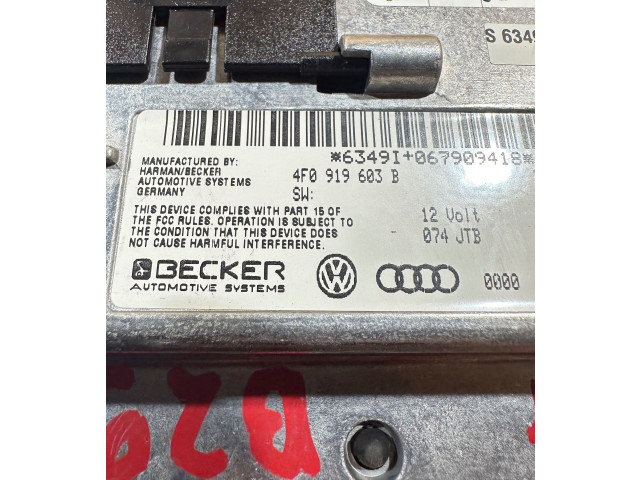 S 6349
*6349I+067909418*
MANUFACTURED BY:
HARMAN/BECKER
AUTOMOTIVE SYSTEMS
GERMANY
4F0 919 603 B
SW:
THIS DEVICE COMPLIES WITH PART 15 OF
THE FCC RULES. OPERATION IS SUBJECT TO
THE CONDITION THAT THIS DEVICE DOES
NOT CAUSE HARMFUL INTERFERENCE.
12 Volt
- 074 JTB
BECKER
AUTOMOTIVE SYSTEMS
0000